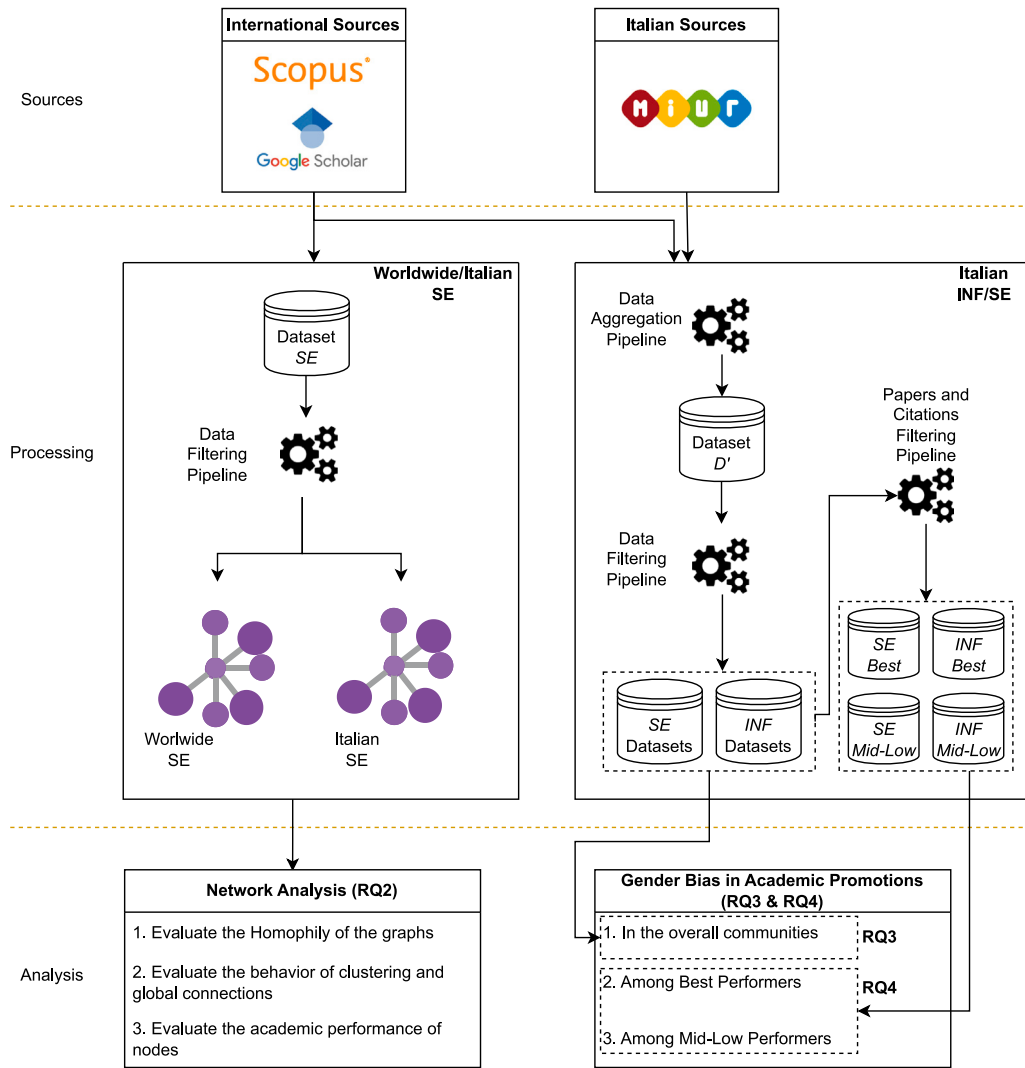 International Sources
Scopus®
Google Scholar
Italian Sources
MiUr
Sources
Worldwide/Italian
SE
Dataset
SE
Data
Filtering
Pipeline
Worlwide
SE
Italian
SE
Processing
Italian
INF/SE
Data
Aggregation
Pipeline
Dataset
D'
Data
Filtering
Pipeline
SE
Datasets
INF
Datasets
Papers and
Citations
Filtering
Pipeline
SE
Best
INF
Best
SE
Mid-Low
INF
Mid-Low
Analysis
Network Analysis (RQ2)
1. Evaluate the Homophily of the graphs
2. Evaluate the behavior of clustering and
global connections
3. Evaluate the academic performance of
nodes
Gender Bias in Academic Promotions
(RQ3 & RQ4)
1. In the overall communities
RQ3
2. Among Best Performers
RQ4
3. Among Mid-Low Performers